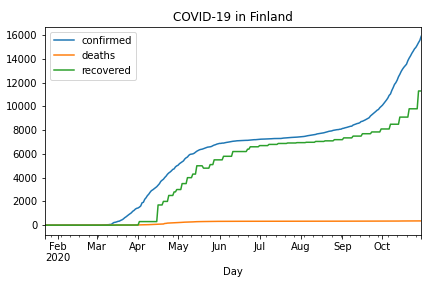 COVID-19 in Finland
confirmed
deaths
recovered
16000
14000
12000
10000
8000
6000
4000
2000
0
Feb Mar Apr May Jun Jul Aug Sep Oct
2020
Day